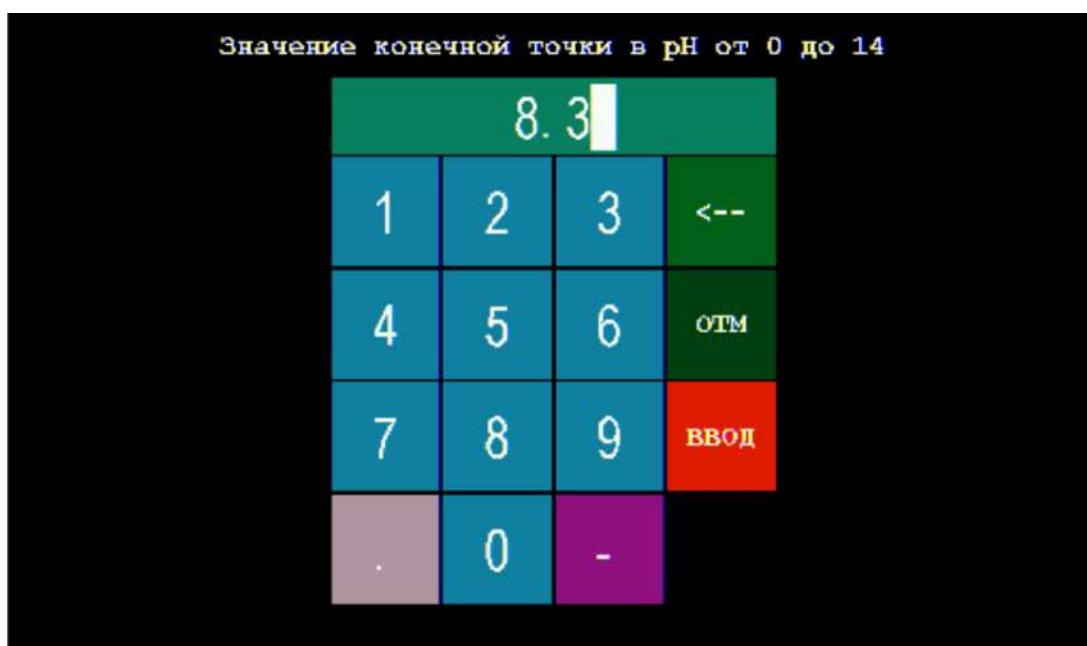 Значение конечной точки в pH от 0 до 14
8.3
1 2 3 <--
4 5 6 ОТМ
7 8 9 ВВОД
. 0 -